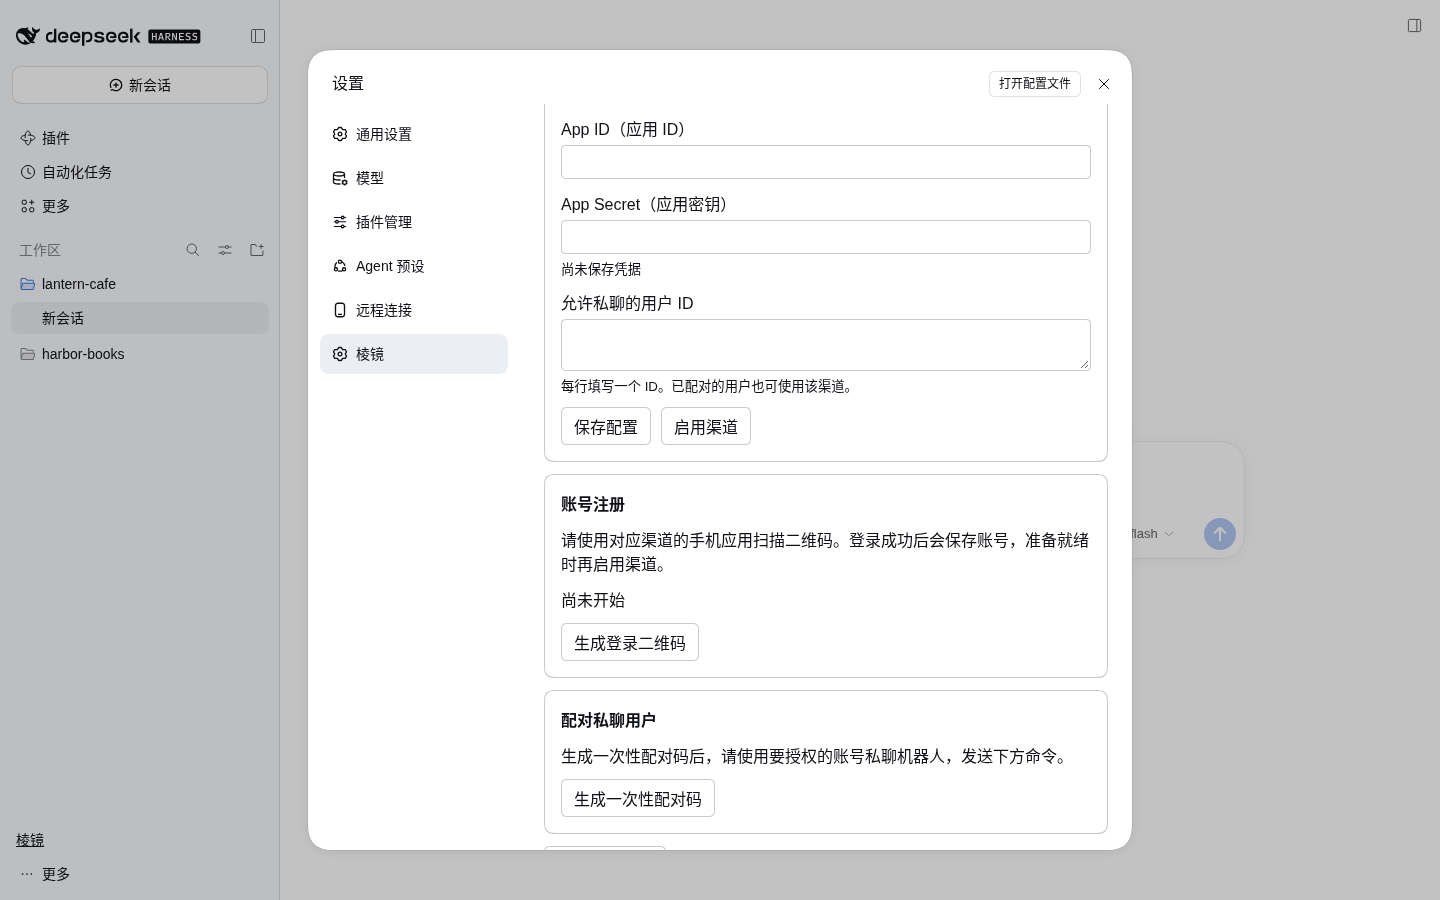 deepseek HARNESS
新会话
插件
自动化任务
更多
工作区
lantern-cafe
新会话
harbor-books
棱镜
更多
设置
打开配置文件
通用设置
模型
插件管理
Agent 预设
远程连接
棱镜
App ID（应用 ID）
App Secret（应用密钥）
尚未保存凭据
允许私聊的用户 ID
每行填写一个 ID。已配对的用户也可使用该渠道。
保存配置
启用渠道
账号注册
请使用对应渠道的手机应用扫描二维码。登录成功后会保存账号，准备就绪
时再启用渠道。
尚未开始
生成登录二维码
配对私聊用户
生成一次性配对码后，请使用要授权的账号私聊机器人，发送下方命令。
生成一次性配对码
flash